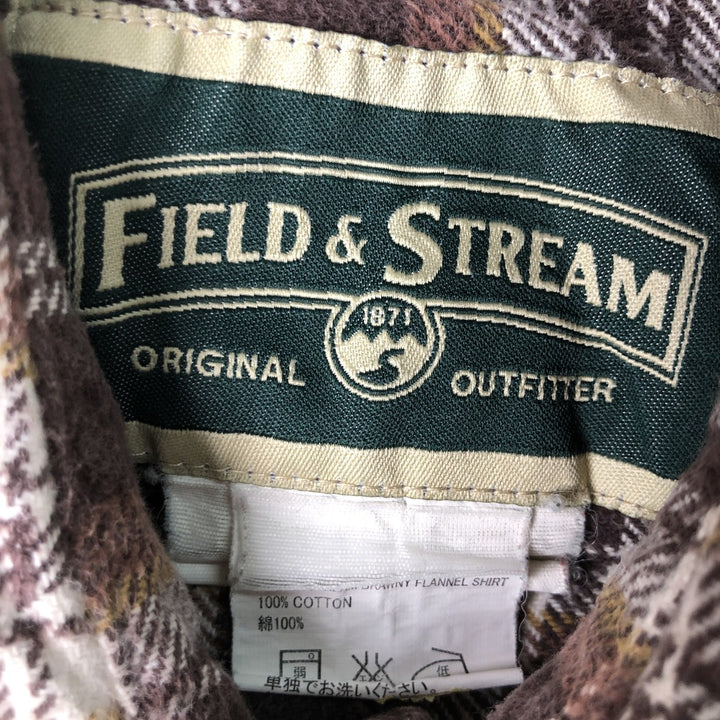 FIELD & STREAM
1871
ORIGINAL OUTFITTER
FLANNEL SHIRT
100% COTTON
綿100%
弱 低
単独でお洗いください。